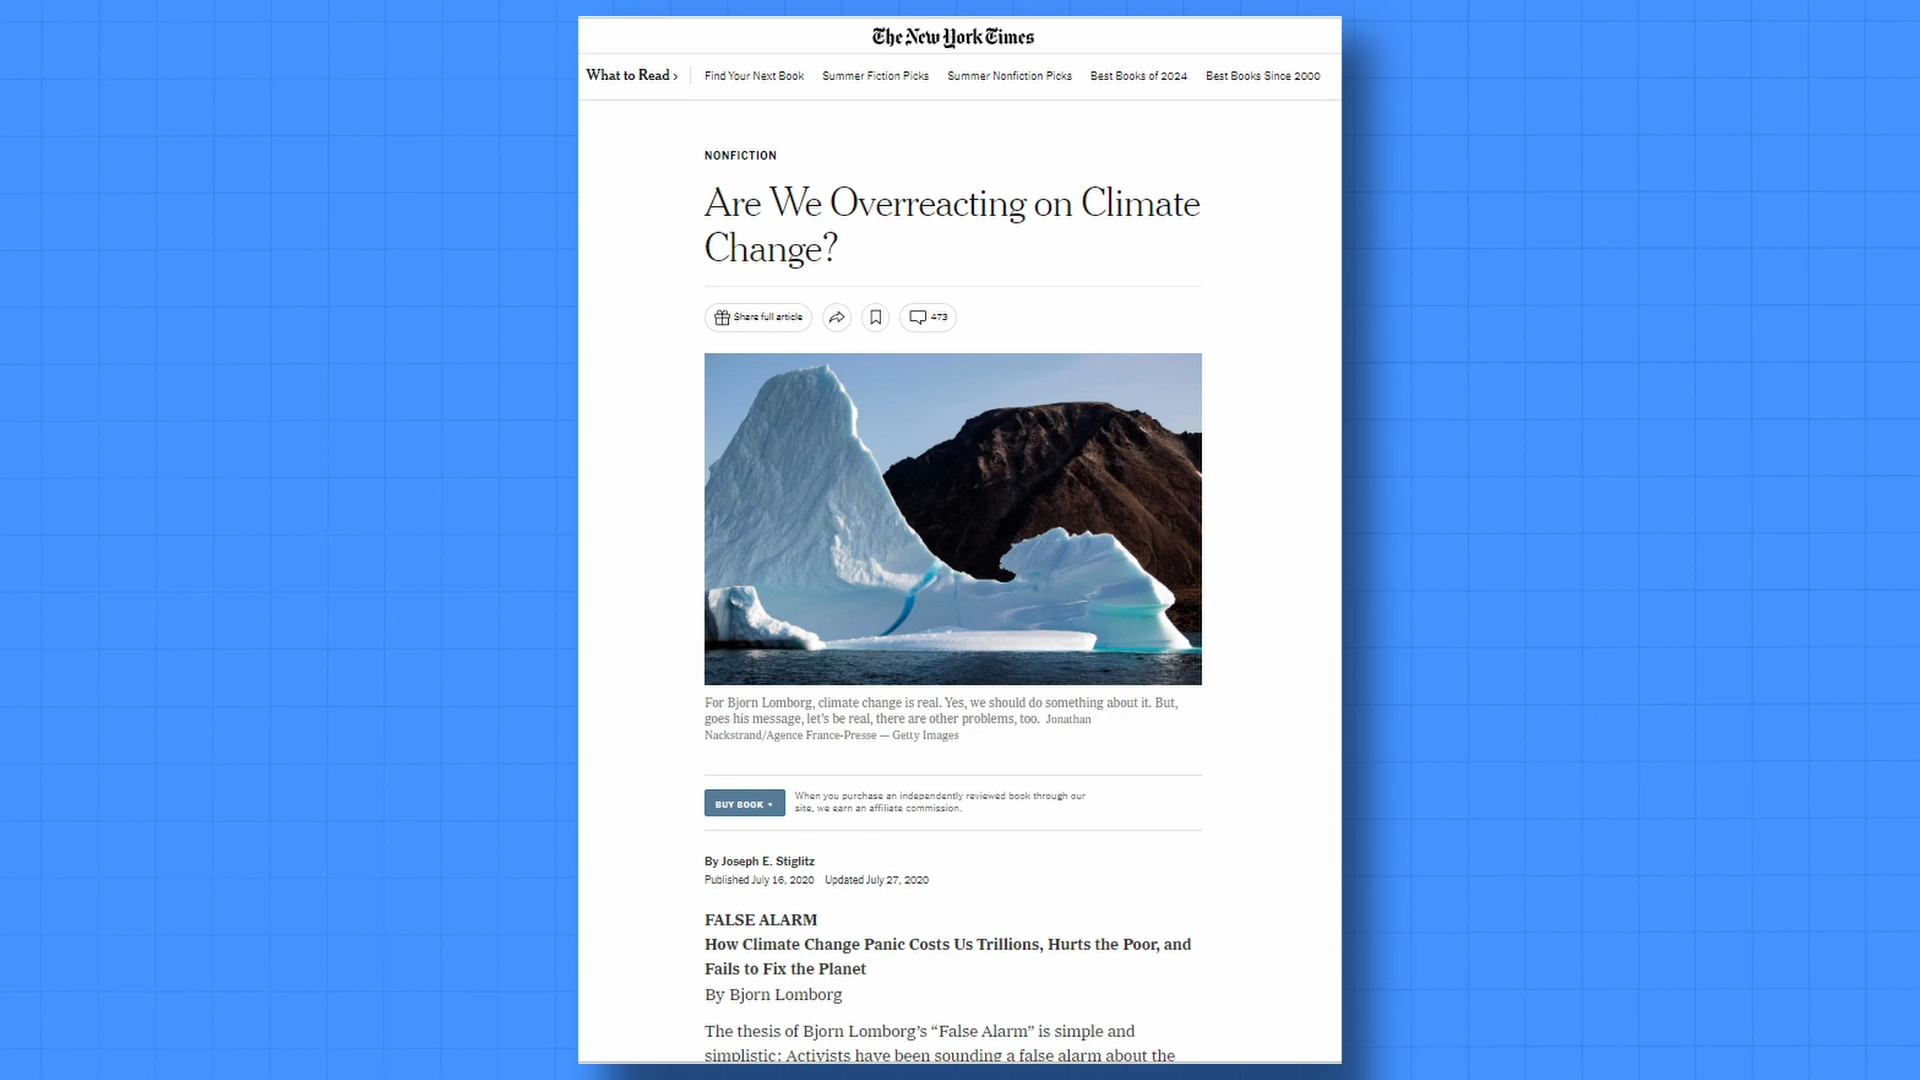 The New York Times
What to Read ›
Find Your Next Book
Summer Fiction Picks
Summer Nonfiction Picks
Best Books of 2024
Best Books Since 2000
NONFICTION
Are We Overreacting on Climate
Change?
Share full article
473
For Bjorn Lomborg, climate change is real. Yes, we should do something about it. But,
goes his message, let's be real, there are other problems, too. Jonathan
Nackstrand/Agence France-Presse — Getty Images
BUY BOOK ▾
When you purchase an independently reviewed book through our
site, we earn an affiliate commission.
By Joseph E. Stiglitz
Published July 16, 2020 Updated July 27, 2020
FALSE ALARM
How Climate Change Panic Costs Us Trillions, Hurts the Poor, and
Fails to Fix the Planet
By Bjorn Lomborg
The thesis of Bjorn Lomborg's “False Alarm” is simple and
simplistic: Activists have been sounding a false alarm about the